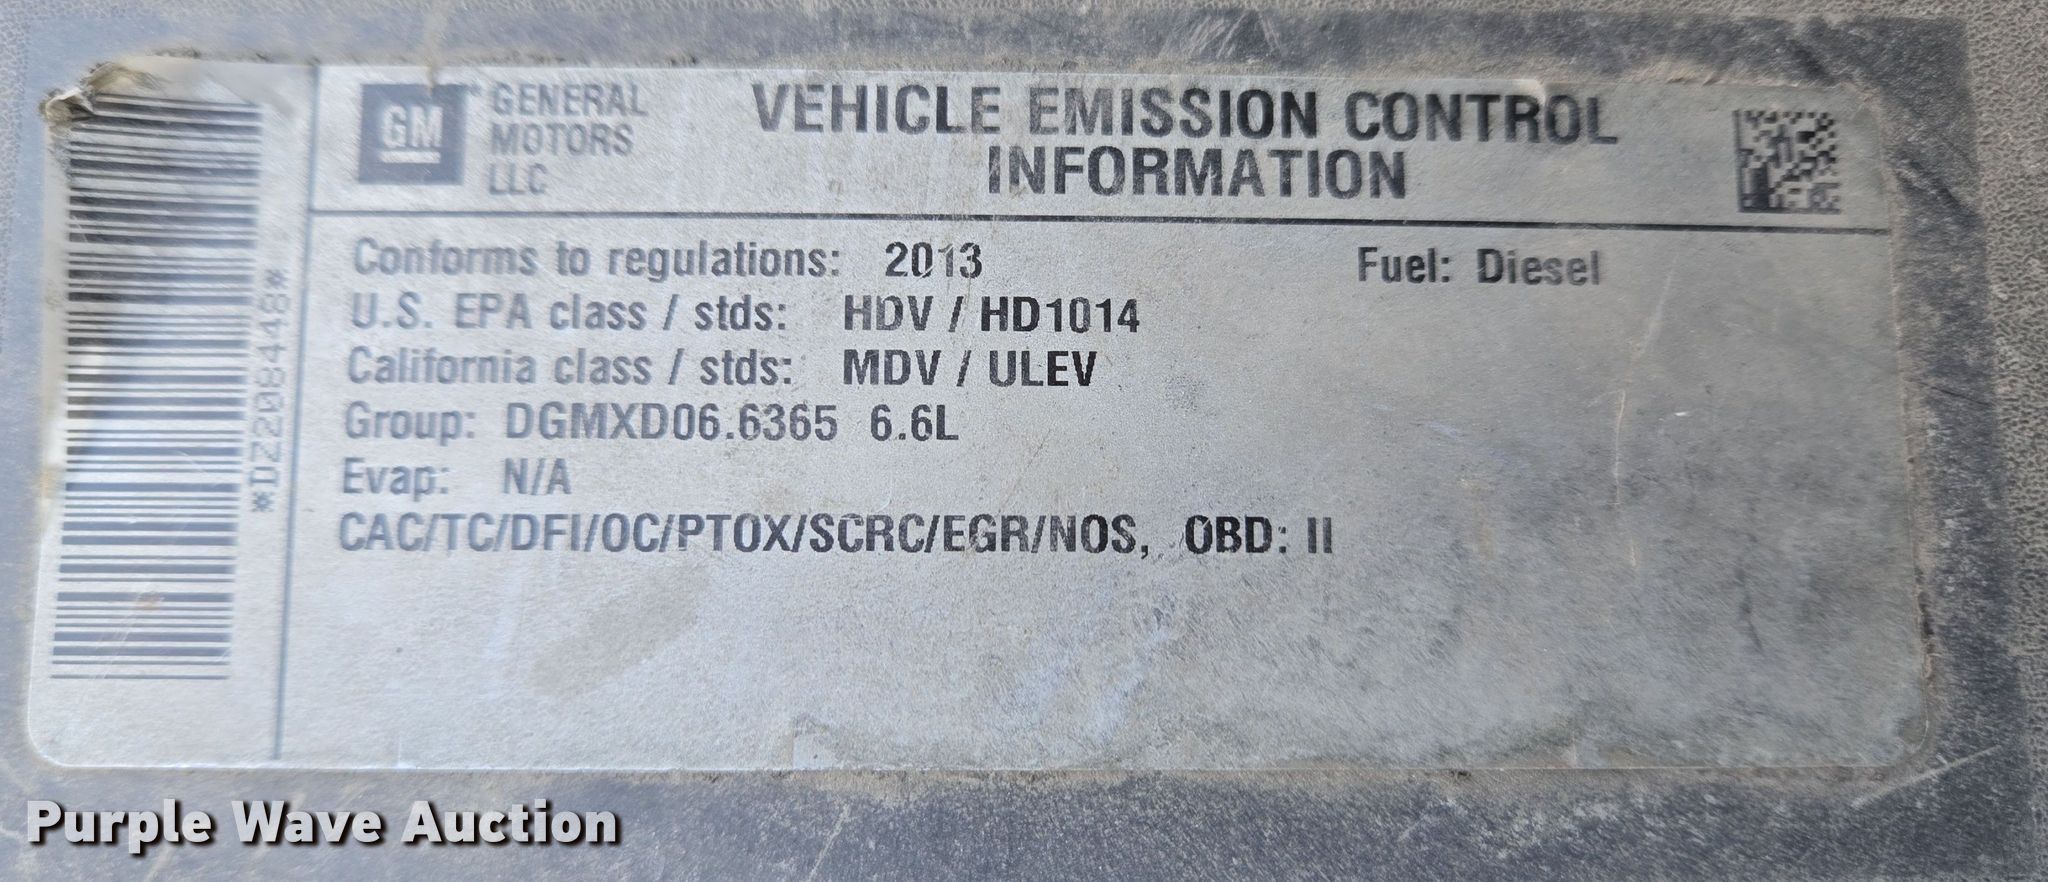 *DZ208448*
GM
GENERAL
MOTORS
LLC
VEHICLE EMISSION CONTROL
INFORMATION
Conforms to regulations: 2013 Fuel: Diesel
U.S. EPA class / stds: HDV / HD1014
California class / stds: MDV / ULEV
Group: DGMXD06.6365 6.6L
Evap: N/A
CAC/TC/DFI/OC/PTOX/SCRC/EGR/NOS, OBD: II
Purple Wave Auction